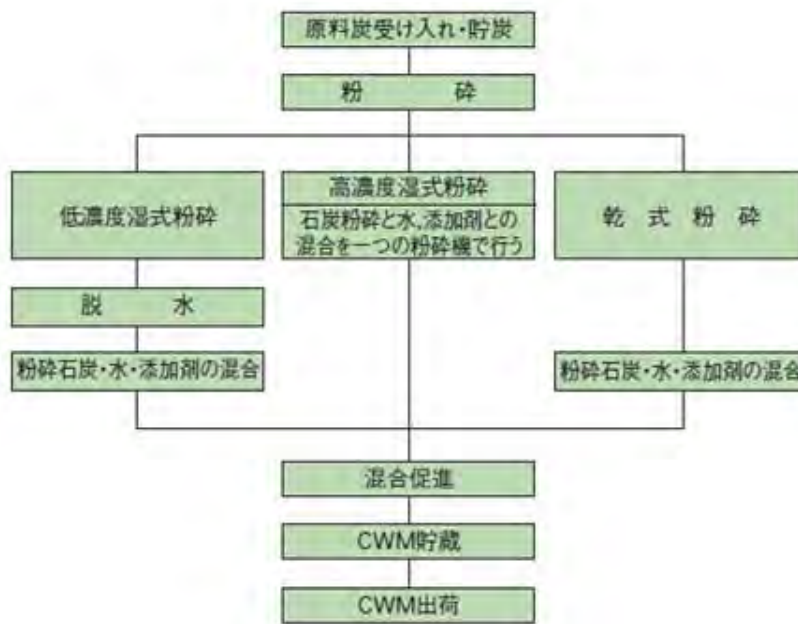 原料炭受け入れ・貯炭
粉 砕
低濃度湿式粉砕
高濃度湿式粉砕
石炭粉砕と水、添加剤との
混合を一つの粉砕機で行う
乾 式 粉 砕
脱 水
粉砕石炭・水・添加剤の混合
粉砕石炭・水・添加剤の混合
混合促進
CWM貯蔵
CWM出荷